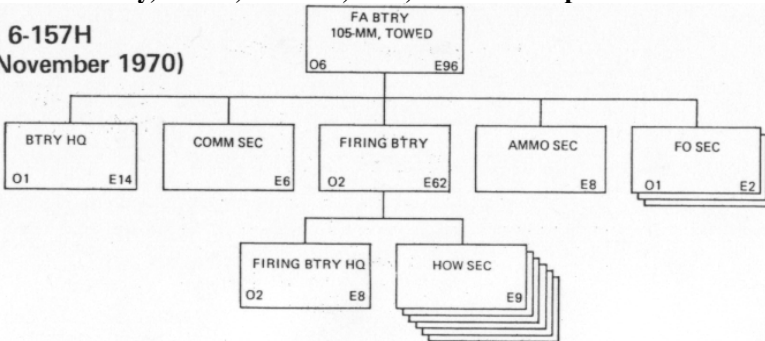 6-157H
November 1970)
FA BTRY
105-MM, TOWED
O6 E96
BTRY HQ
O1 E14
COMM SEC
E6
FIRING BTRY
O2 E62
AMMO SEC
E8
FO SEC
O1 E2
FIRING BTRY HQ
O2 E8
HOW SEC
E9